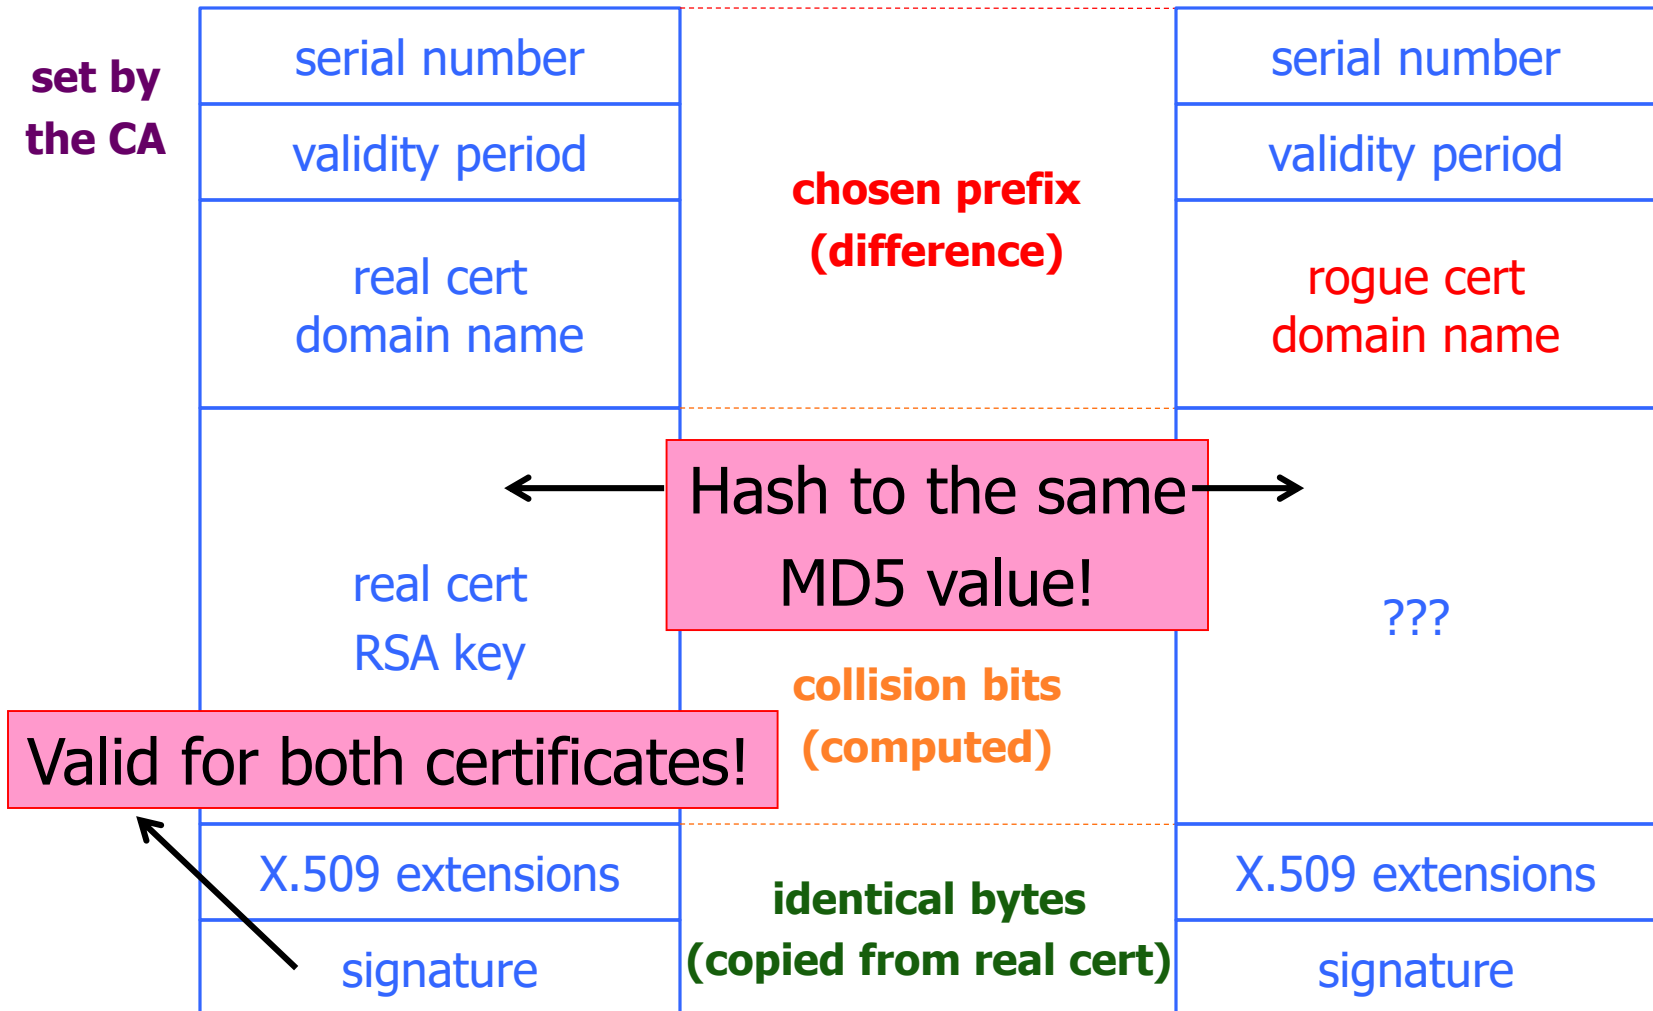 set by
the CA
serial number
validity period
real cert
domain name
real cert
RSA key
X.509 extensions
signature
chosen prefix
(difference)
Hash to the same
MD5 value!
collision bits
(computed)
Valid for both certificates!
identical bytes
(copied from real cert)
serial number
validity period
rogue cert
domain name
???
X.509 extensions
signature